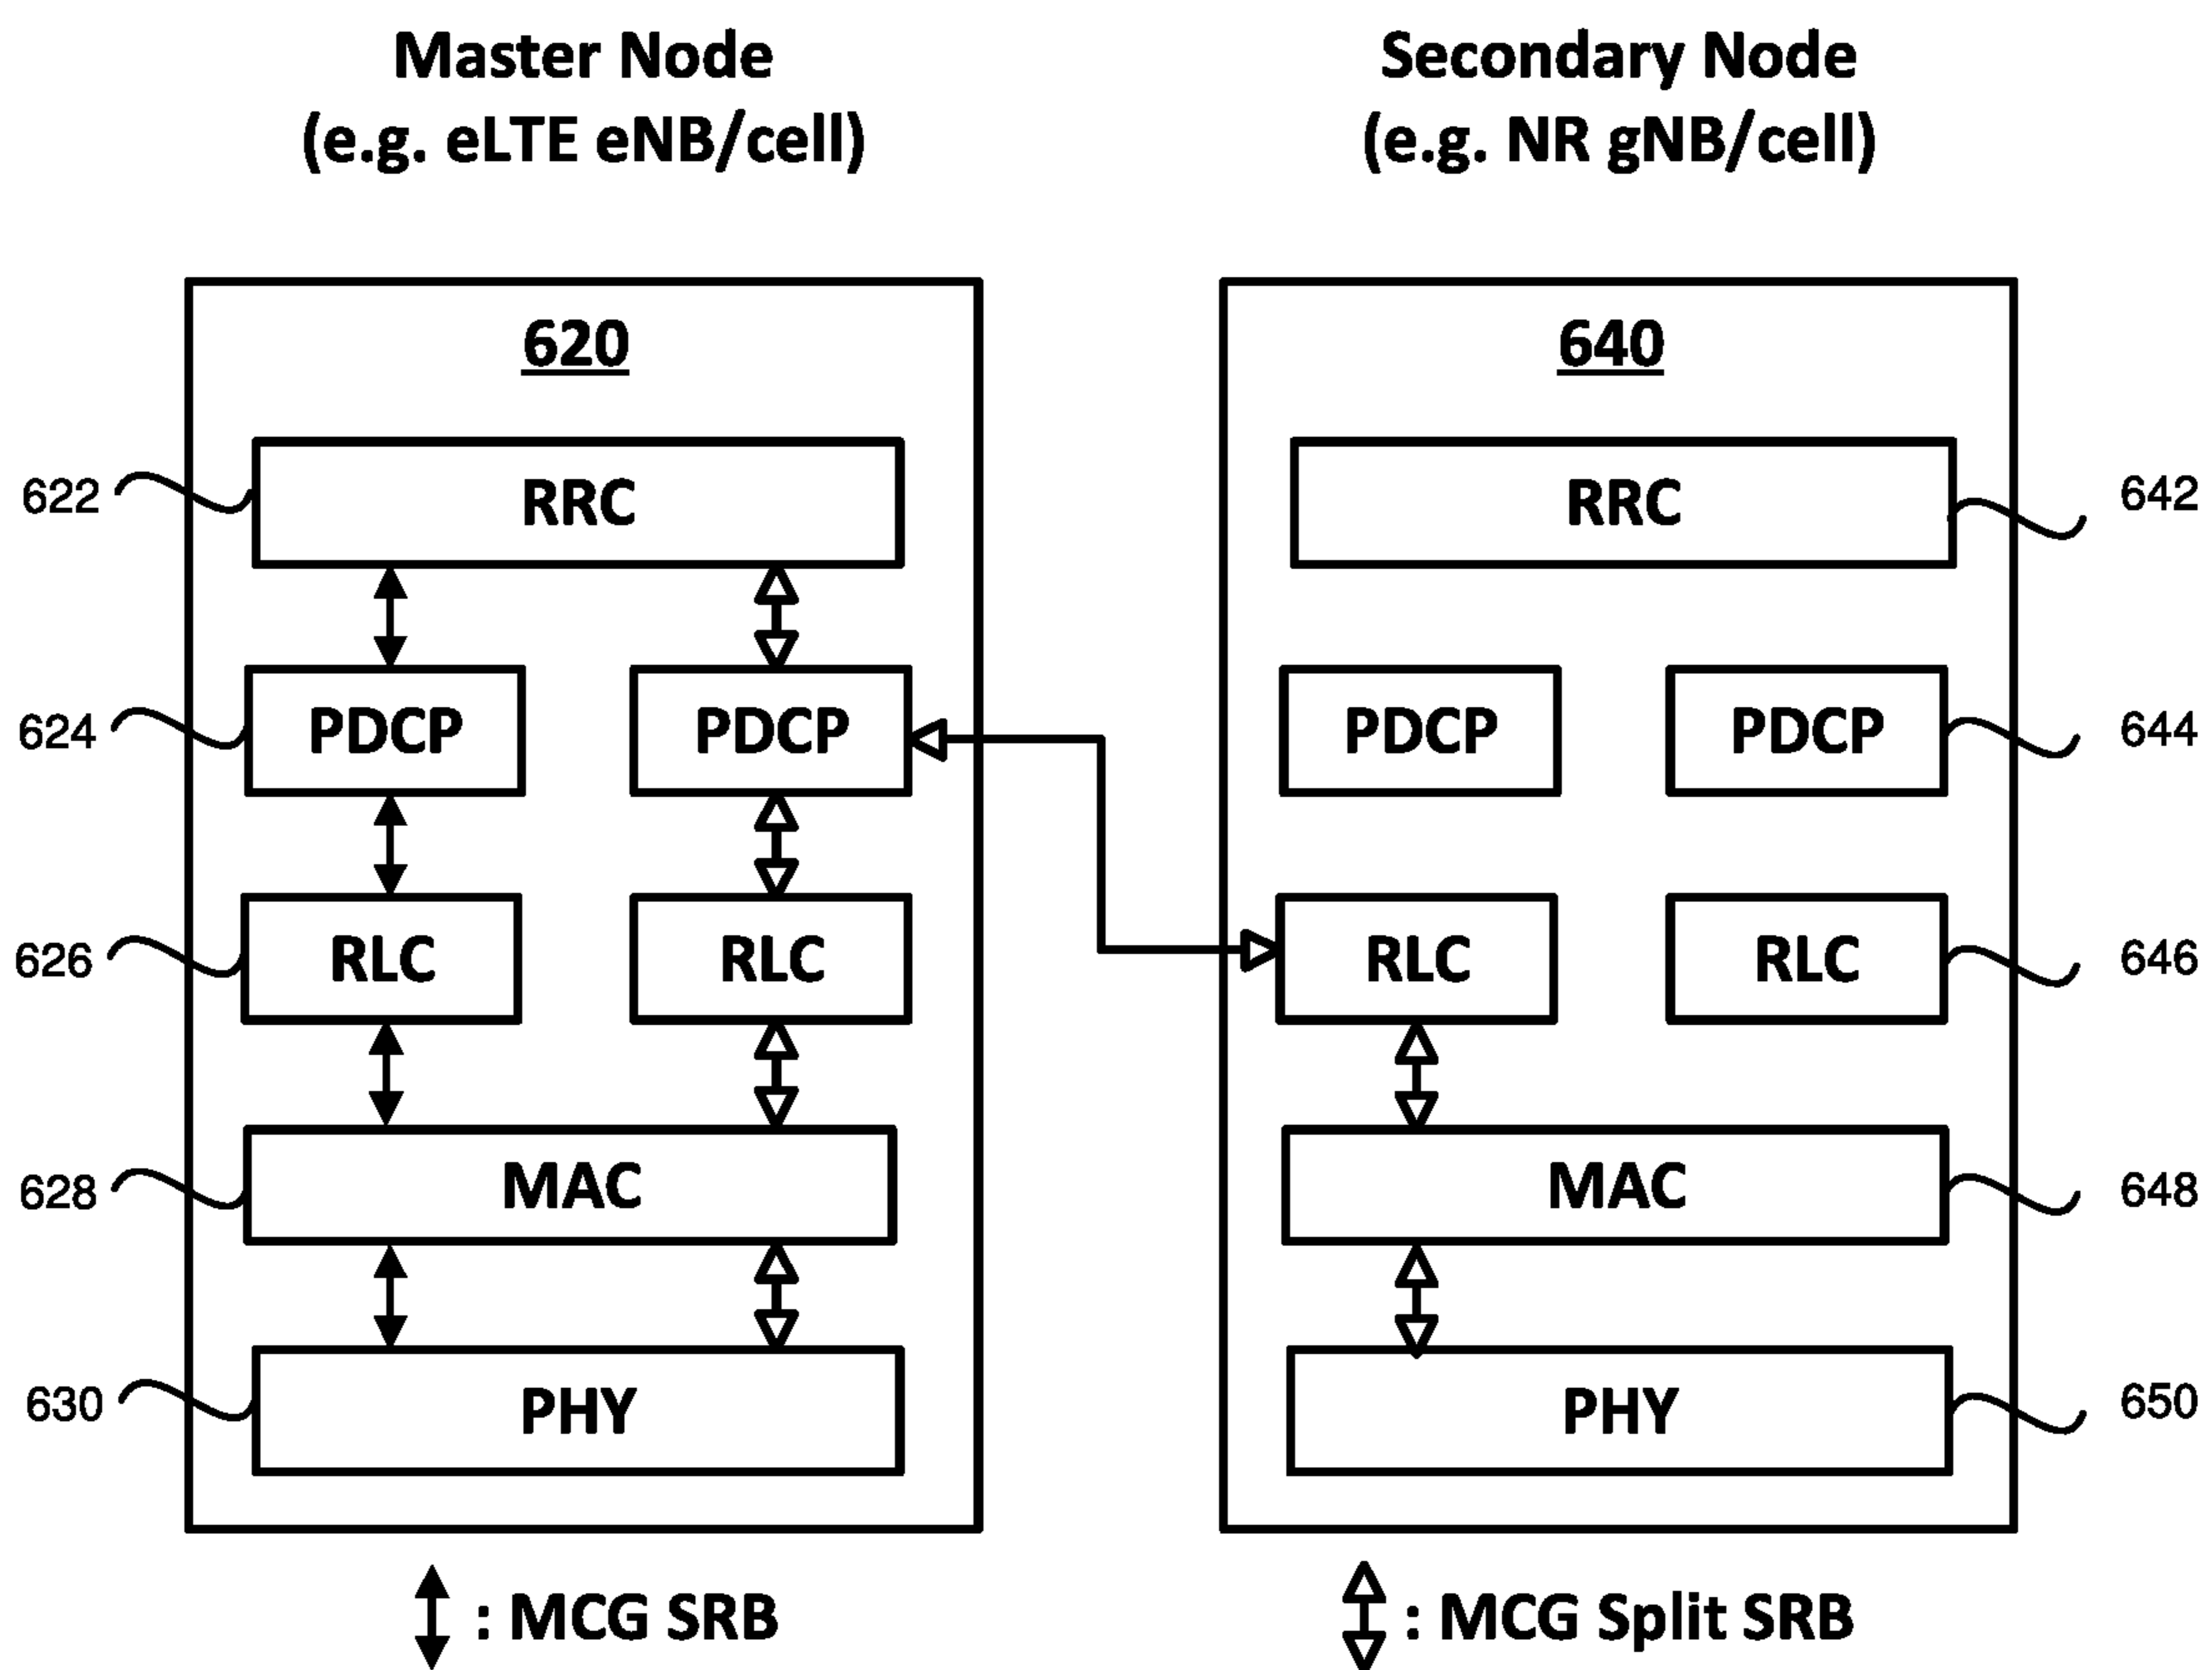 Master Node
(e.g. eLTE eNB/cell)
Secondary Node
(e.g. NR gNB/cell)
620
640
622
RRC
RRC
642
624
PDCP
PDCP
PDCP
PDCP
644
626
RLC
RLC
RLC
RLC
646
628
MAC
MAC
648
630
PHY
PHY
650
: MCG SRB
: MCG Split SRB